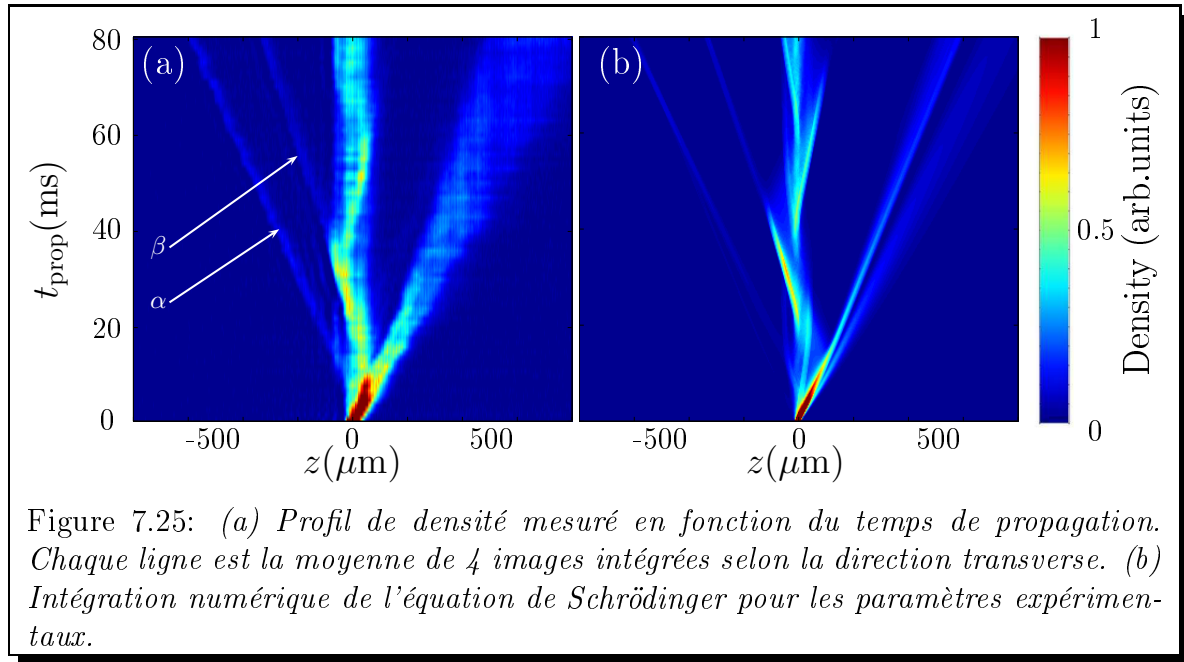 80
60
40
20
0
t_prop(ms)
(a)
β
α
-500 0 500
z(μm)
(b)
-500 0 500
z(μm)
1
0.5
0
Density (arb.units)
Figure 7.25: (a) Profil de densité mesuré en fonction du temps de propagation.
Chaque ligne est la moyenne de 4 images intégrées selon la direction transverse. (b)
Intégration numérique de l'équation de Schrödinger pour les paramètres expérimen-
taux.